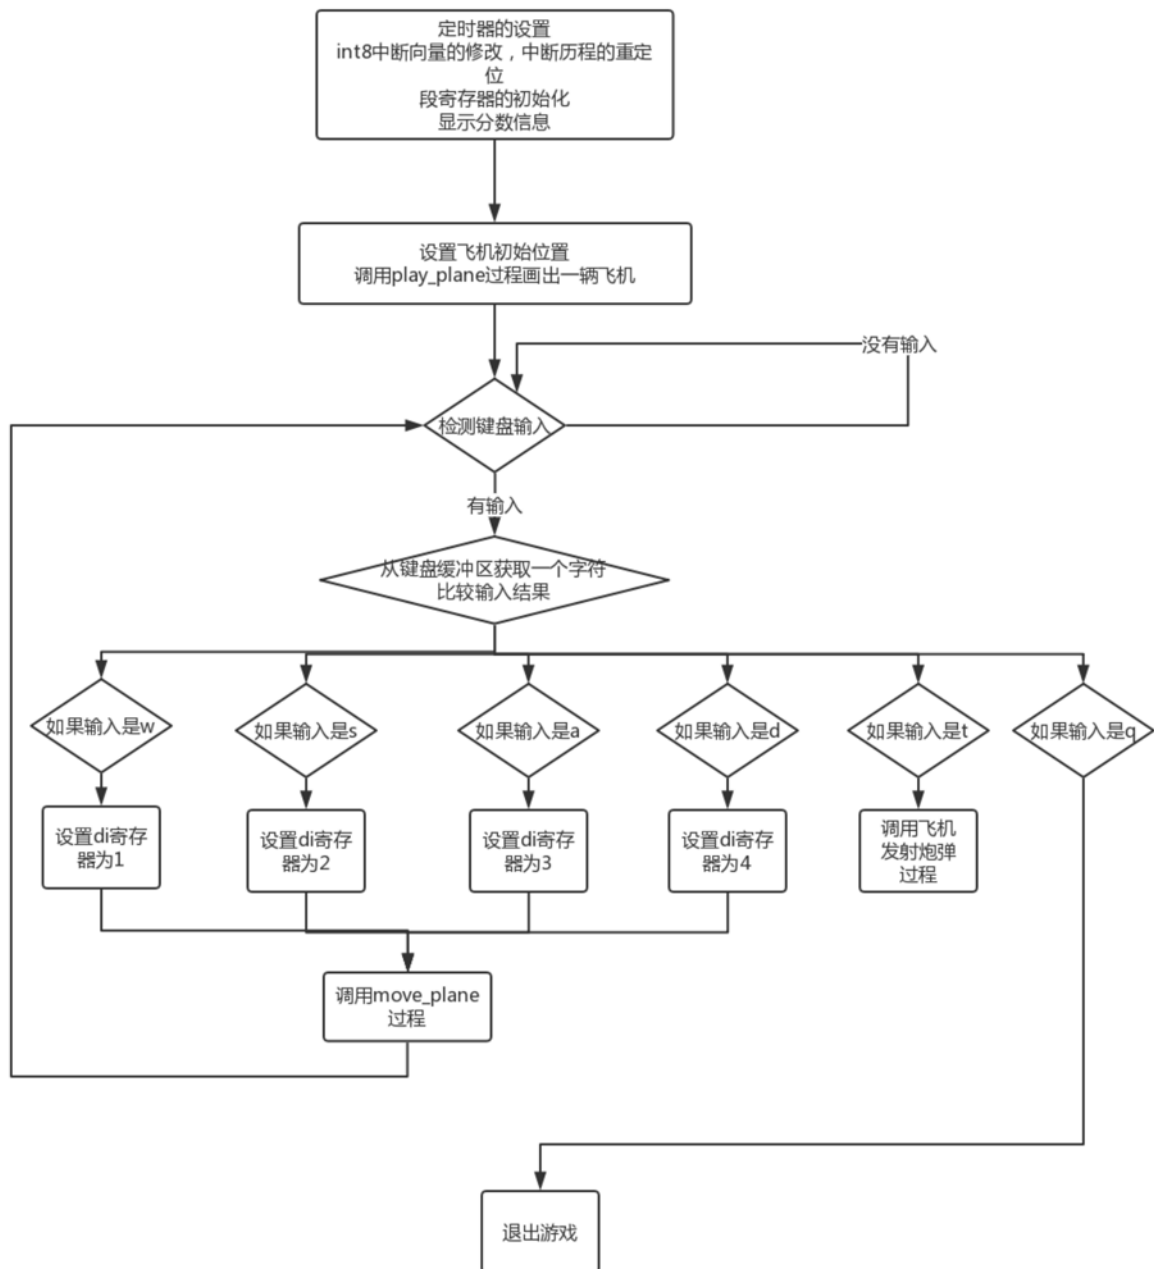 定时器的设置
int8中断向量的修改，中断历程的重定
位
段寄存器的初始化
显示分数信息
设置飞机初始位置
调用play_plane过程画出一辆飞机
没有输入
检测键盘输入
有输入
从键盘缓冲区获取一个字符
比较输入结果
如果输入是w
如果输入是s
如果输入是a
如果输入是d
如果输入是t
如果输入是q
设置di寄存
器为1
设置di寄存
器为2
设置di寄存
器为3
设置di寄存
器为4
调用飞机
发射炮弹
过程
调用move_plane
过程
退出游戏